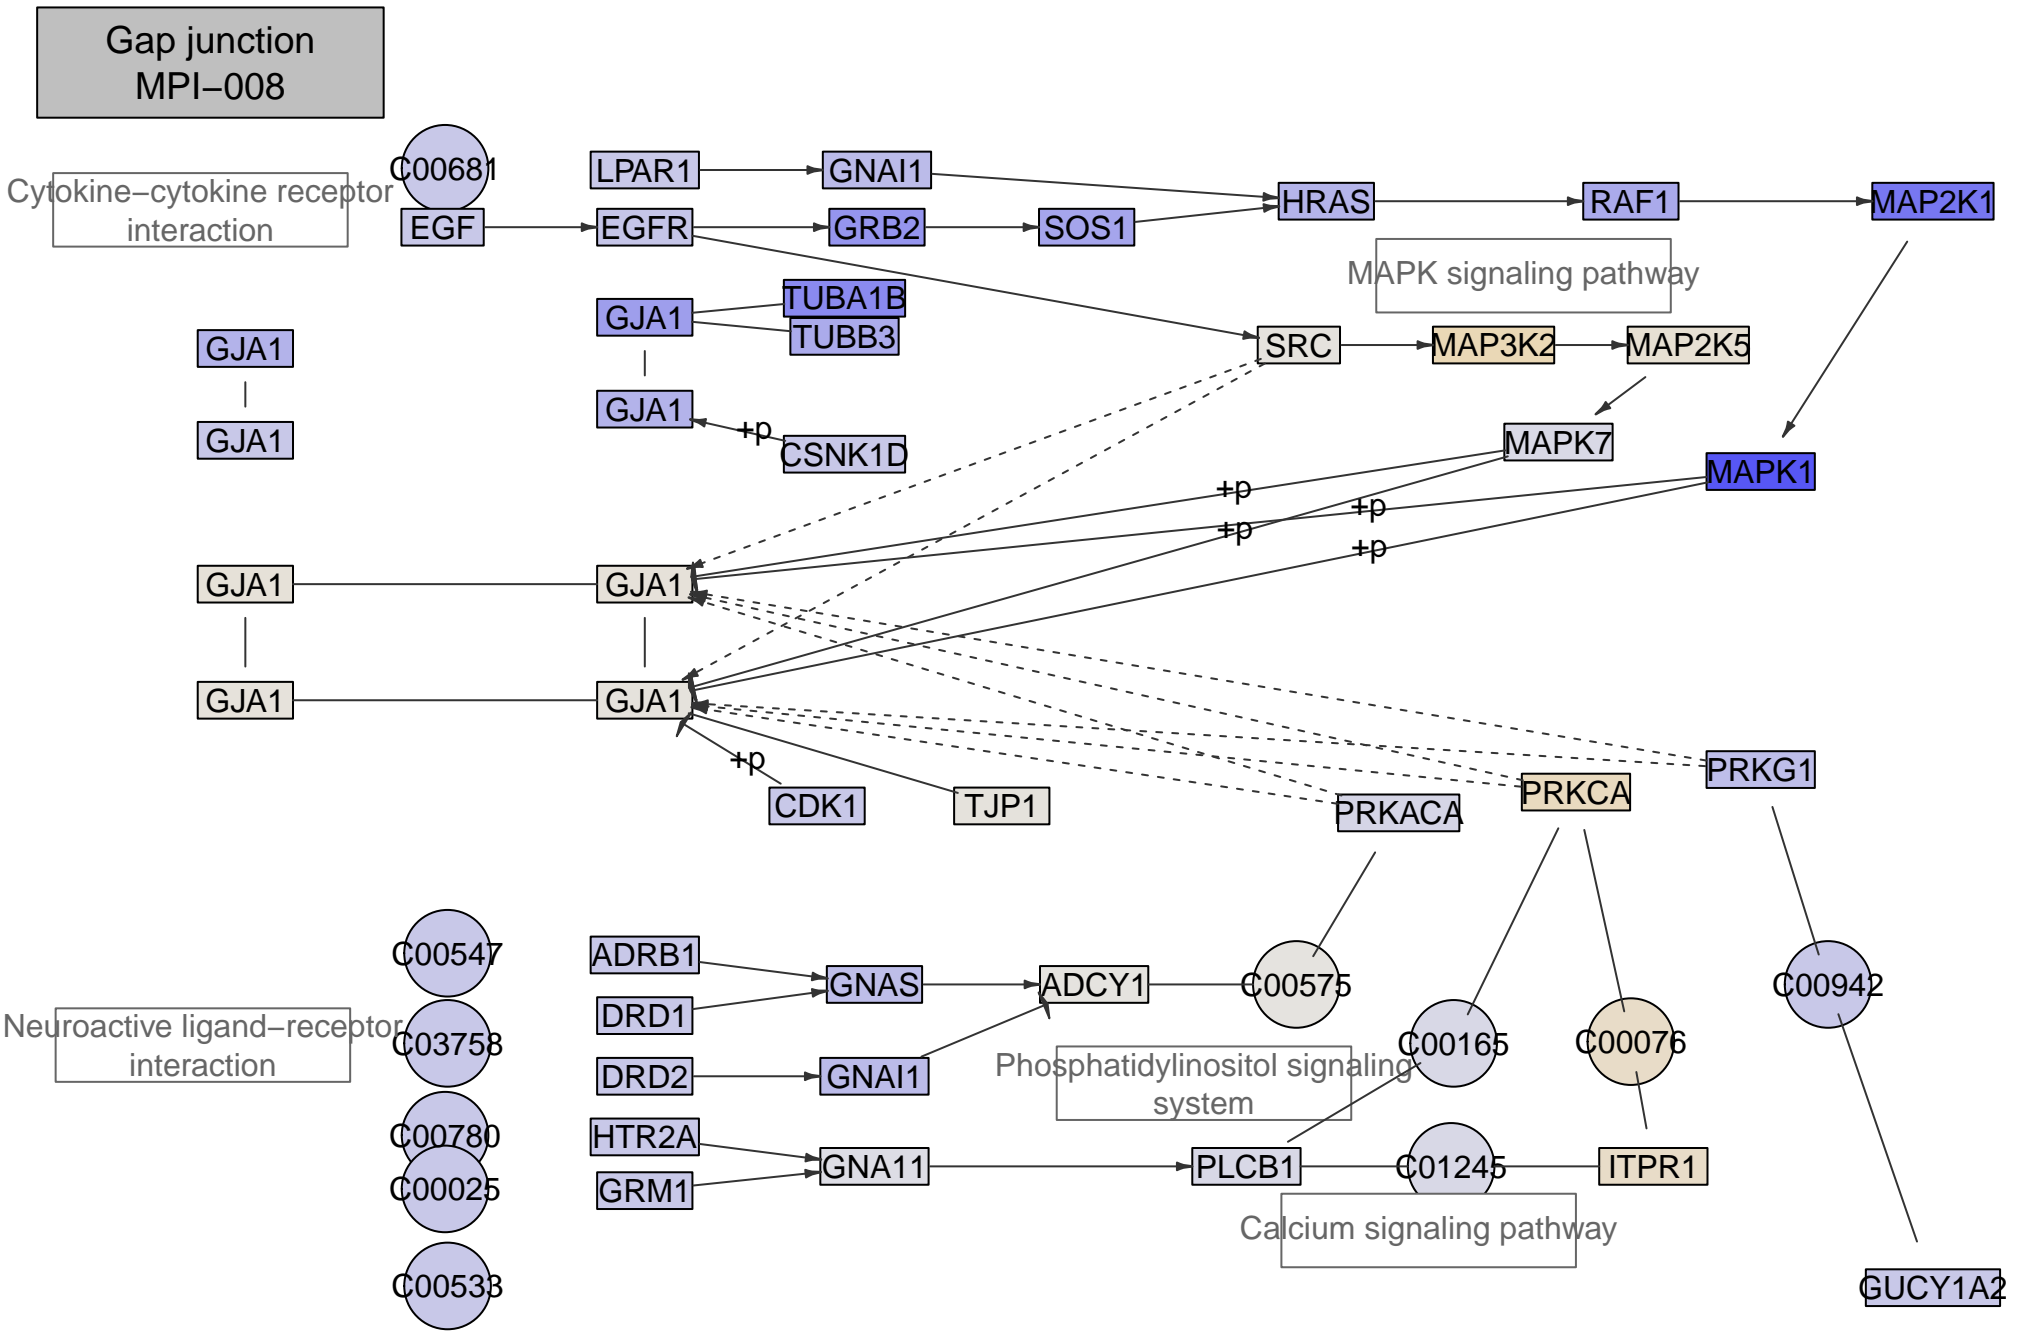 Gap junction
MPI−008
C00681
Cytokine−cytokine receptor
interaction
EGF
LPAR1
GNAI1
HRAS
RAF1
MAP2K1
EGFR
GRB2
SOS1
MAPK signaling pathway
GJA1
TUBA1B
TUBB3
GJA1
SRC
MAP3K2
MAP2K5
GJA1
+p
CSNK1D
GJA1
MAPK7
MAPK1
+p
+p
+p
+p
GJA1
GJA1
GJA1
GJA1
+p
CDK1
TJP1
PRKACA
PRKCA
PRKG1
C00547
ADRB1
GNAS
ADCY1
C00575
C00942
DRD1
Neuroactive ligand−receptor
interaction
C03758
C00165
C00076
DRD2
GNAI1
Phosphatidylinositol signaling
system
C00780
HTR2A
C00025
GRM1
GNA11
PLCB1
C01245
ITPR1
Calcium signaling pathway
C00533
GUCY1A2